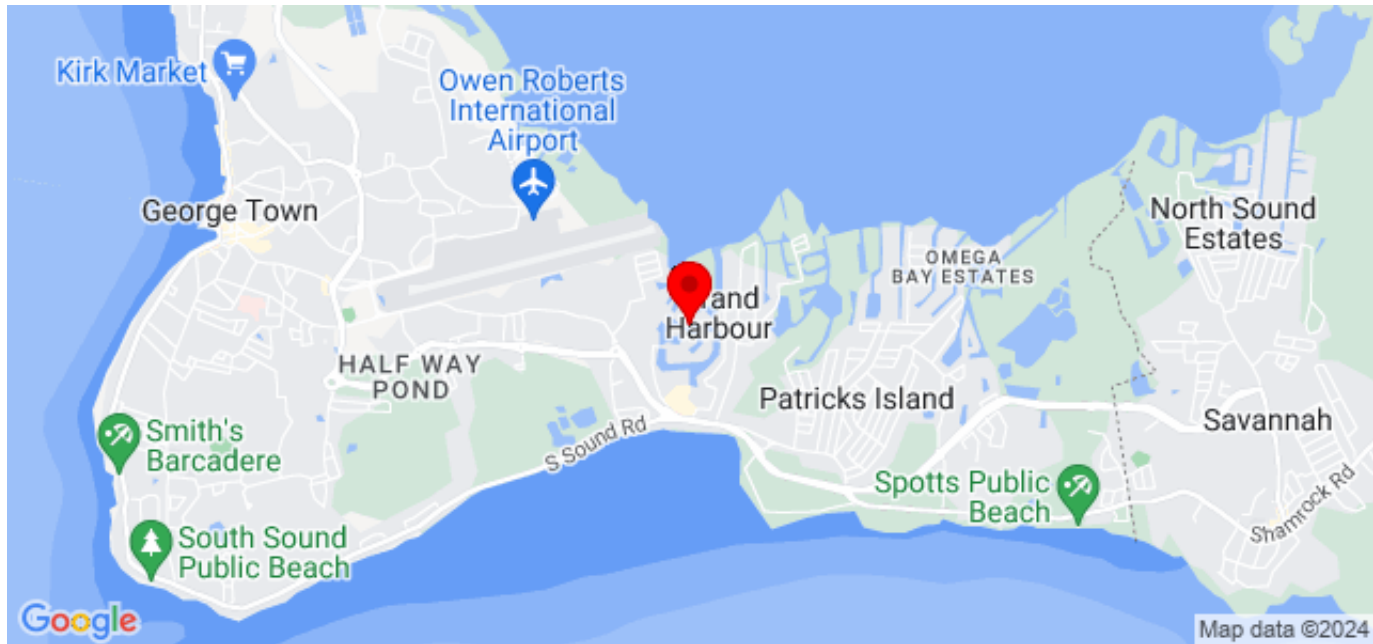 Kirk Market
Owen Roberts
International
Airport
George Town
North Sound
Estates
OMEGA
BAY ESTATES
rand
Harbour
HALF WAY
POND
Patricks Island
Savannah
Smith's
Barcadere
S Sound Rd
Spotts Public
Beach
Shamrock Rd
South Sound
Public Beach
Google
Map data ©2024